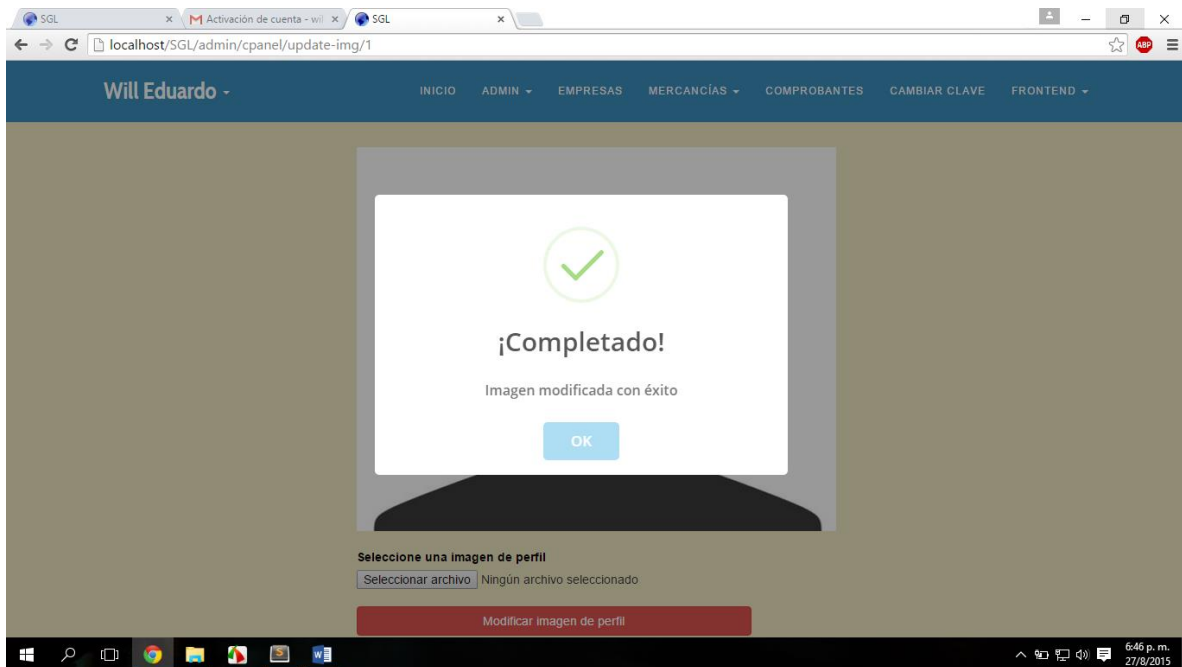 SGL
Activación de cuenta - wil
SGL
localhost/SGL/admin/cpanel/update-img/1
ABP
Will Eduardo
INICIO ADMIN EMPRESAS MERCANCÍAS COMPROBANTES CAMBIAR CLAVE FRONTEND
¡Completado!
Imagen modificada con éxito
OK
Seleccione una imagen de perfil
Seleccionar archivo Ningún archivo seleccionado
Modificar imagen de perfil
6:46 p. m.
27/8/2015